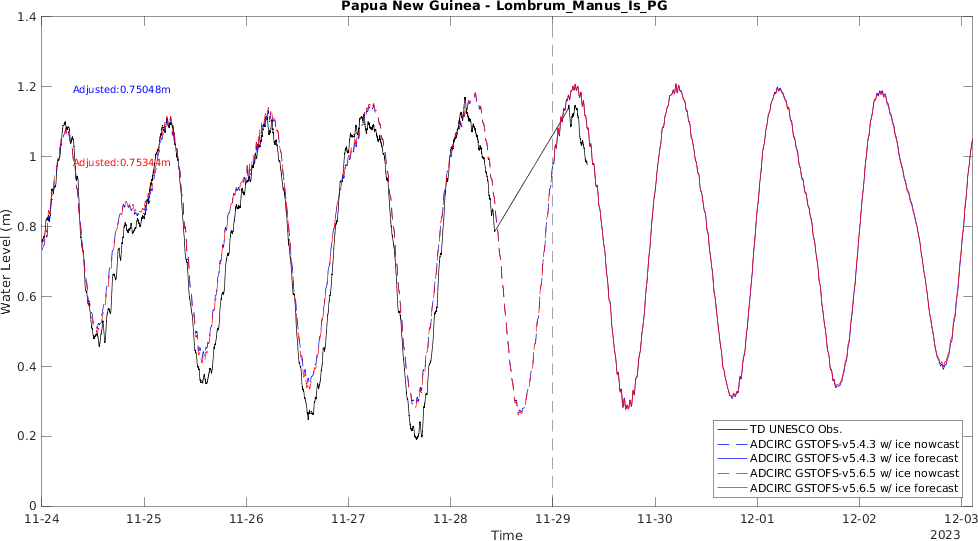 Papua New Guinea - Lombrum_Manus_Is_PG
1.4
1.2
1
0.8
0.6
0.4
0.2
0
Water Level (m)
Adjusted:0.75048m
Adjusted:0.75344m
TD UNESCO Obs.
ADCIRC GSTOFS-v5.4.3 w/ ice nowcast
ADCIRC GSTOFS-v5.4.3 w/ ice forecast
ADCIRC GSTOFS-v5.6.5 w/ ice nowcast
ADCIRC GSTOFS-v5.6.5 w/ ice forecast
11-24 11-25 11-26 11-27 11-28 11-29 11-30 12-01 12-02 12-03
Time
2023